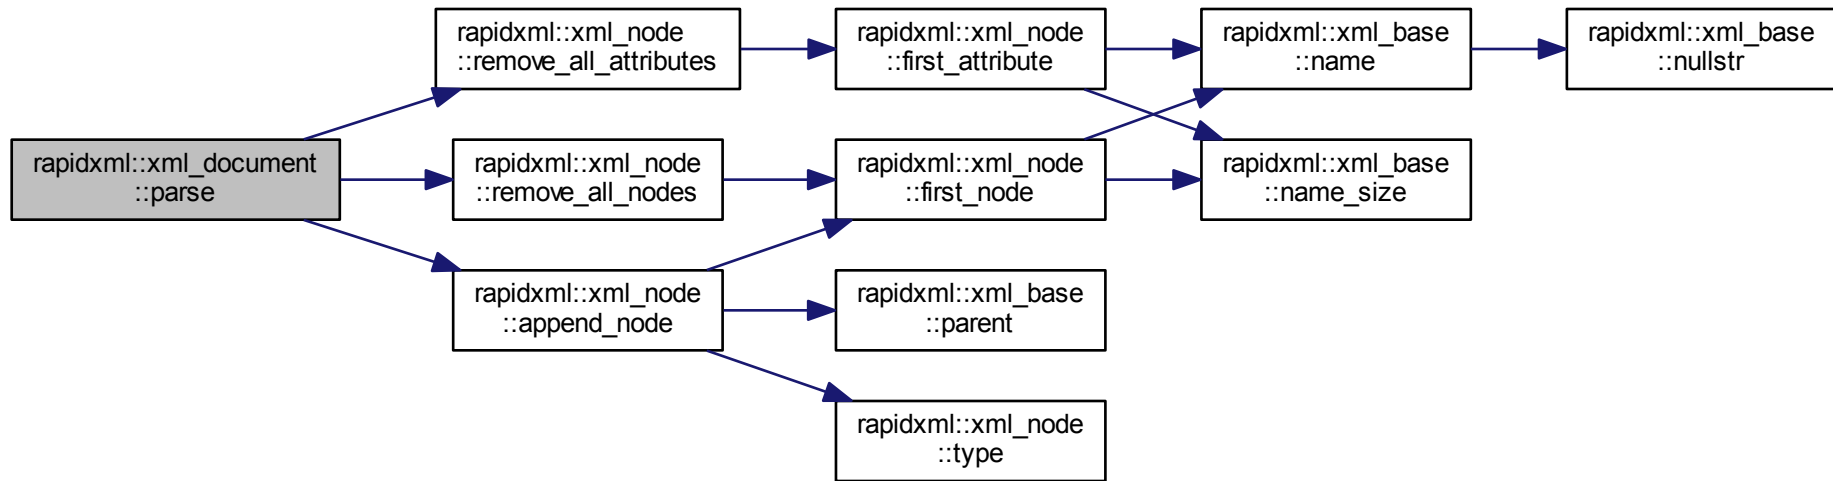 rapidxml::xml_document
::parse
rapidxml::xml_node
::remove_all_attributes
rapidxml::xml_node
::remove_all_nodes
rapidxml::xml_node
::append_node
rapidxml::xml_node
::first_attribute
rapidxml::xml_node
::first_node
rapidxml::xml_base
::parent
rapidxml::xml_node
::type
rapidxml::xml_base
::name
rapidxml::xml_base
::name_size
rapidxml::xml_base
::nullstr